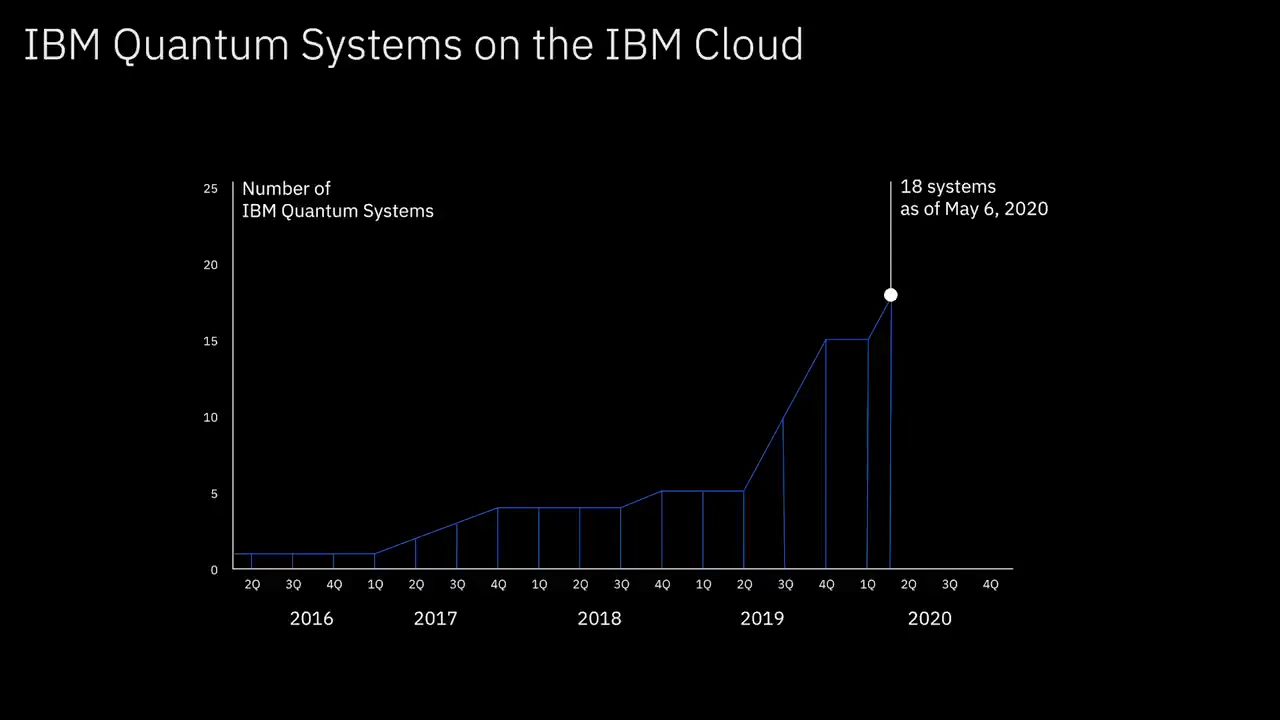 IBM Quantum Systems on the IBM Cloud
Number of
IBM Quantum Systems
18 systems
as of May 6, 2020
25
20
15
10
5
0
2Q 3Q 4Q 1Q 2Q 3Q 4Q 1Q 2Q 3Q 4Q 1Q 2Q 3Q 4Q 1Q 2Q 3Q 4Q
2016 2017 2018 2019 2020